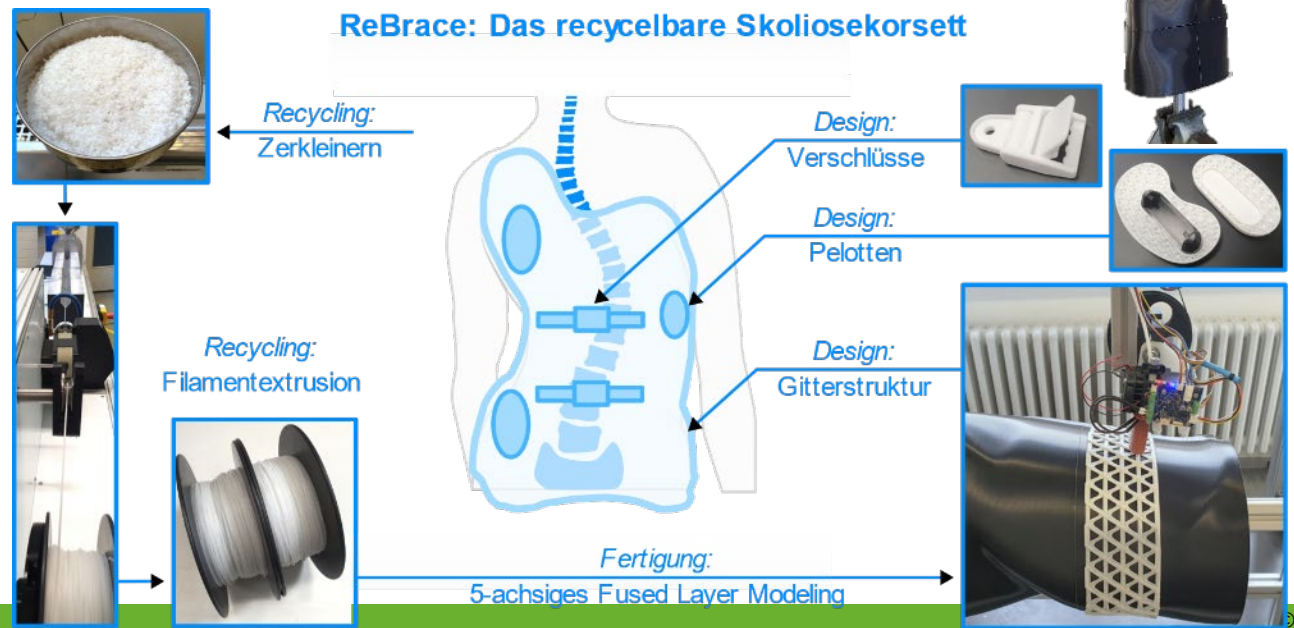 ReBrace: Das recycelbare Skoliosekorsett
Recycling:
Zerkleinern
Design:
Verschlüsse
Design:
Pelotten
Recycling:
Filamentextrusion
Design:
Gitterstruktur
Fertigung:
5-achsiges Fused Layer Modeling
©